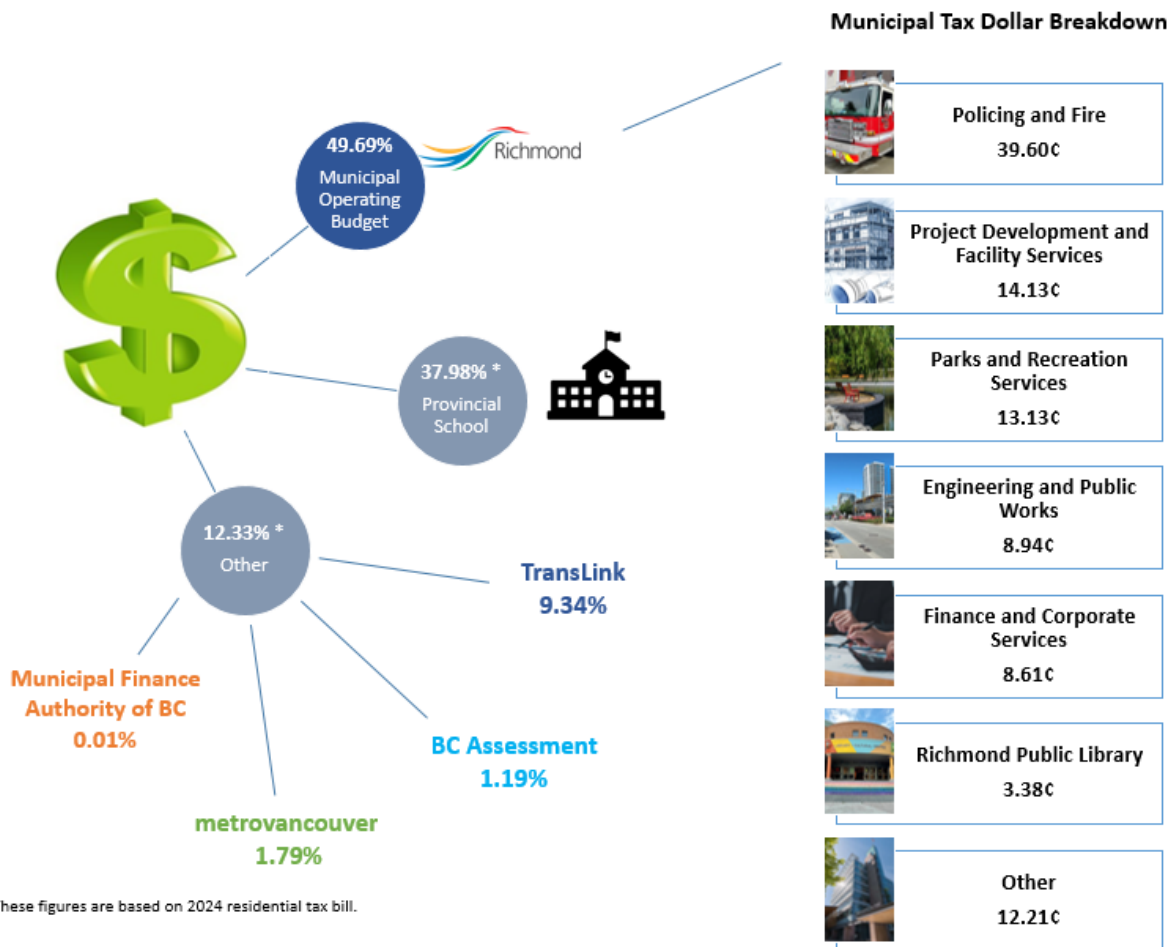 Municipal Tax Dollar Breakdown
49.69%
Municipal
Operating
Budget
Richmond
37.98% *
Provincial
School
12.33% *
Other
TransLink
9.34%
Municipal Finance
Authority of BC
0.01%
BC Assessment
1.19%
metrovancouver
1.79%
hese figures are based on 2024 residential tax bill.
Policing and Fire
39.60¢
Project Development and
Facility Services
14.13¢
Parks and Recreation
Services
13.13¢
Engineering and Public
Works
8.94¢
Finance and Corporate
Services
8.61¢
Richmond Public Library
3.38¢
Other
12.21¢